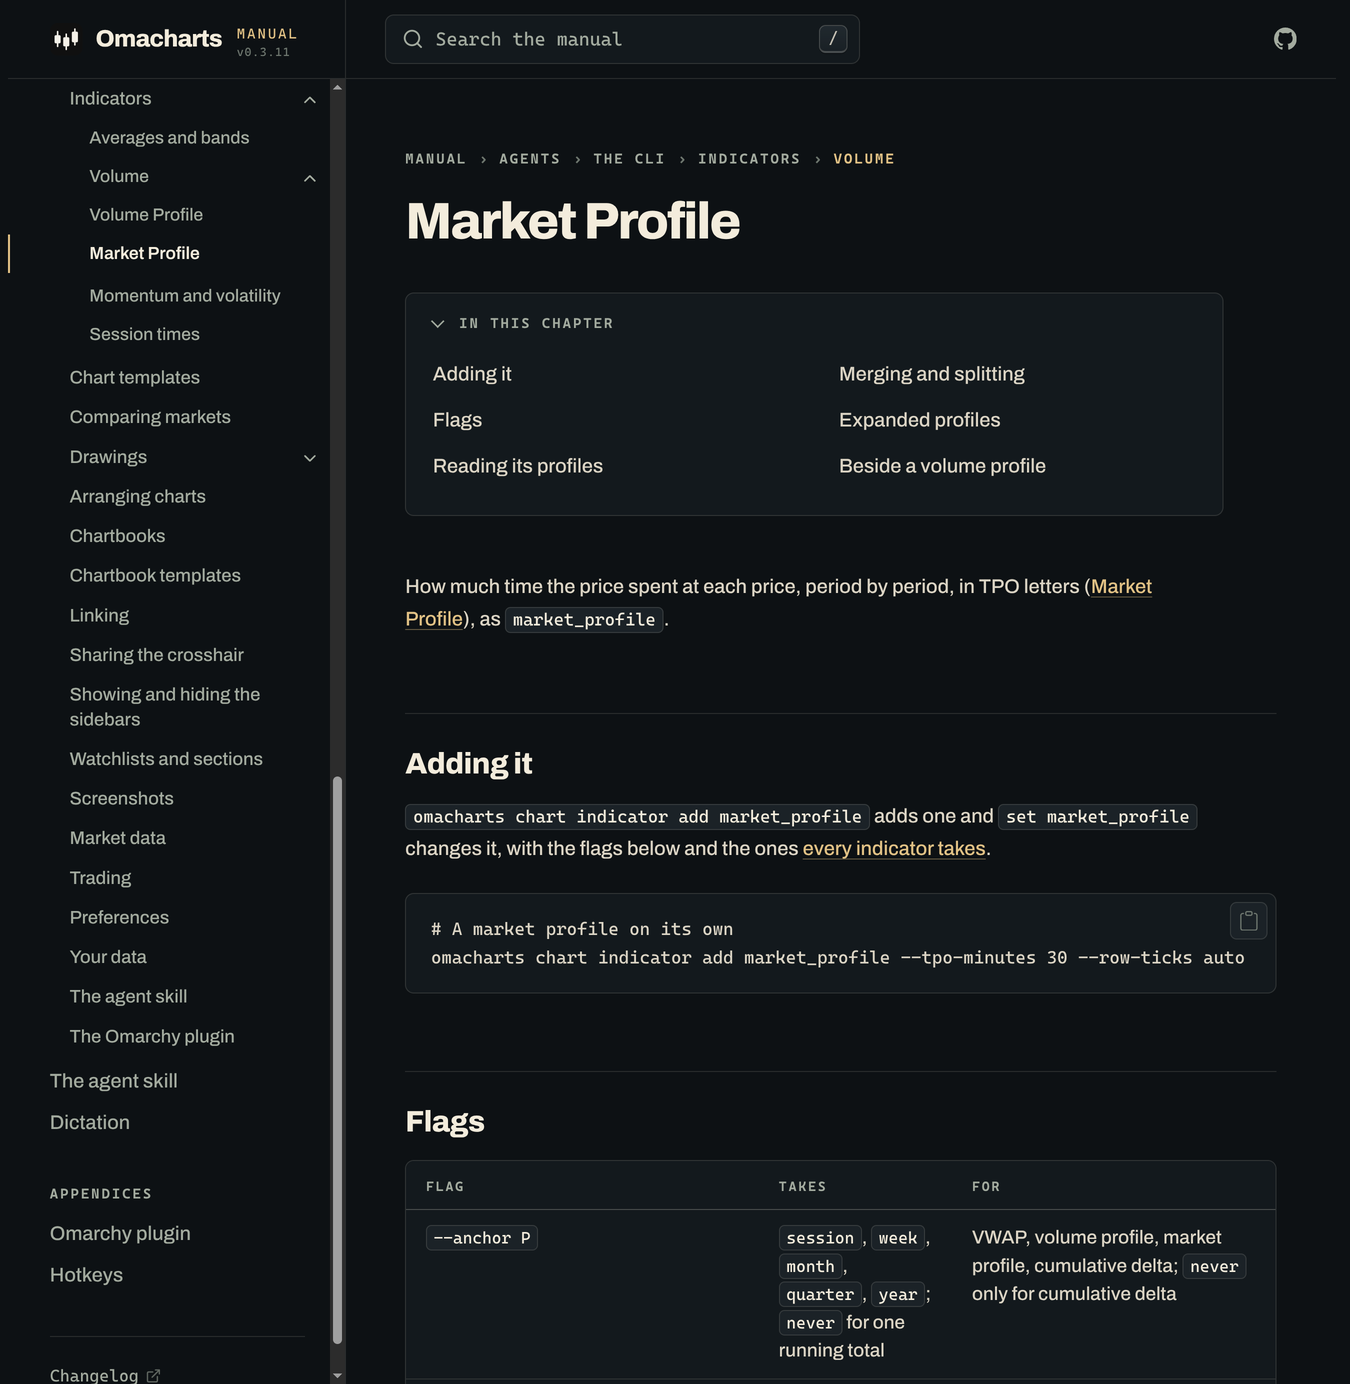 Omacharts
MANUAL
v0.3.11
Search the manual
/
Indicators
Averages and bands
Volume
Volume Profile
Market Profile
Momentum and volatility
Session times
Chart templates
Comparing markets
Drawings
Arranging charts
Chartbooks
Chartbook templates
Linking
Sharing the crosshair
Showing and hiding the
sidebars
Watchlists and sections
Screenshots
Market data
Trading
Preferences
Your data
The agent skill
The Omarchy plugin
The agent skill
Dictation
APPENDICES
Omarchy plugin
Hotkeys
Changelog
MANUAL › AGENTS › THE CLI › INDICATORS › VOLUME
Market Profile
IN THIS CHAPTER
Adding it
Flags
Reading its profiles
Merging and splitting
Expanded profiles
Beside a volume profile
How much time the price spent at each price, period by period, in TPO letters (Market
Profile), as market_profile.
Adding it
omacharts chart indicator add market_profile adds one and set market_profile
changes it, with the flags below and the ones every indicator takes.
# A market profile on its own
omacharts chart indicator add market_profile --tpo-minutes 30 --row-ticks auto
Flags
FLAG TAKES FOR
--anchor P
session, week,
month,
quarter, year;
never for one
running total
VWAP, volume profile, market
profile, cumulative delta; never
only for cumulative delta